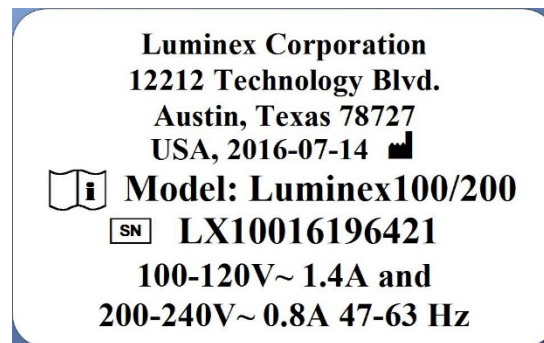 Luminex Corporation
12212 Technology Blvd.
Austin, Texas 78727
USA, 2016-07-14
i Model: Luminex100/200
SN LX10016196421
100-120V~ 1.4A and
200-240V~ 0.8A 47-63 Hz